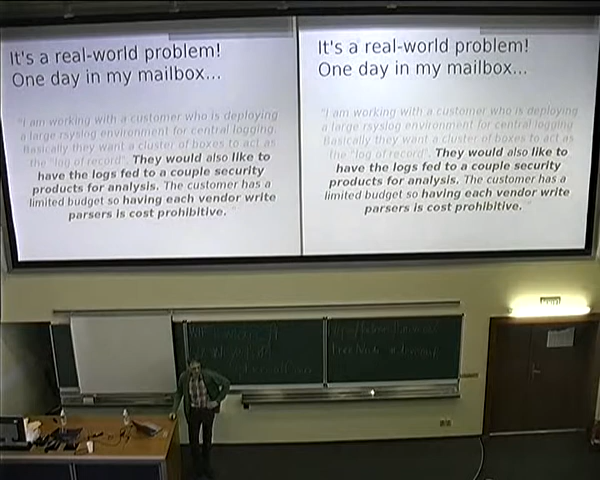 It's a real-world problem!
One day in my mailbox...
"I am working with a customer who is deploying
a large rsyslog environment for central logging.
Basically they want a cluster of boxes to act as
the "log of record". They would also like to
have the logs fed to a couple security
products for analysis. The customer has a
limited budget so having each vendor write
parsers is cost prohibitive."
It's a real-world problem!
One day in my mailbox...
"I am working with a customer who is deploying
a large rsyslog environment for central logging.
Basically they want a cluster of boxes to act as
the "log of record". They would also like to
have the logs fed to a couple security
products for analysis. The customer has a
limited budget so having each vendor write
parsers is cost prohibitive."